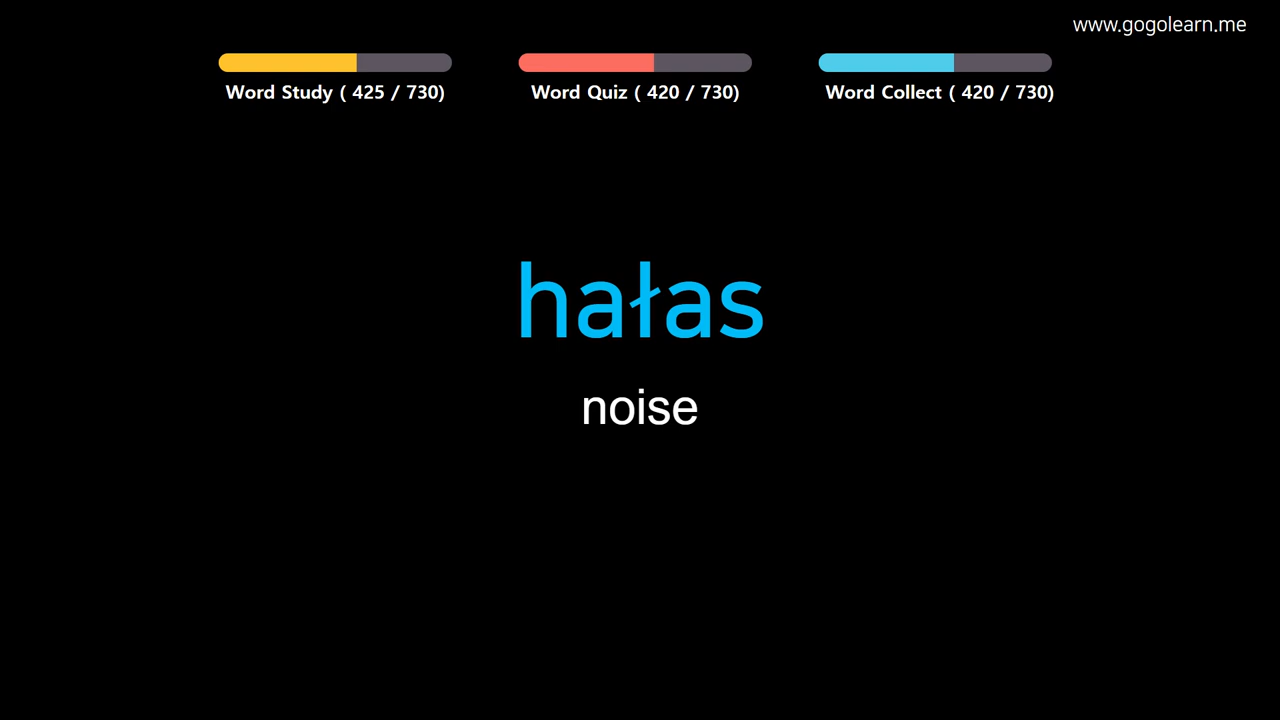 www.gogolearn.me
Word Study ( 425 / 730)
Word Quiz ( 420 / 730)
Word Collect ( 420 / 730)
hałas
noise